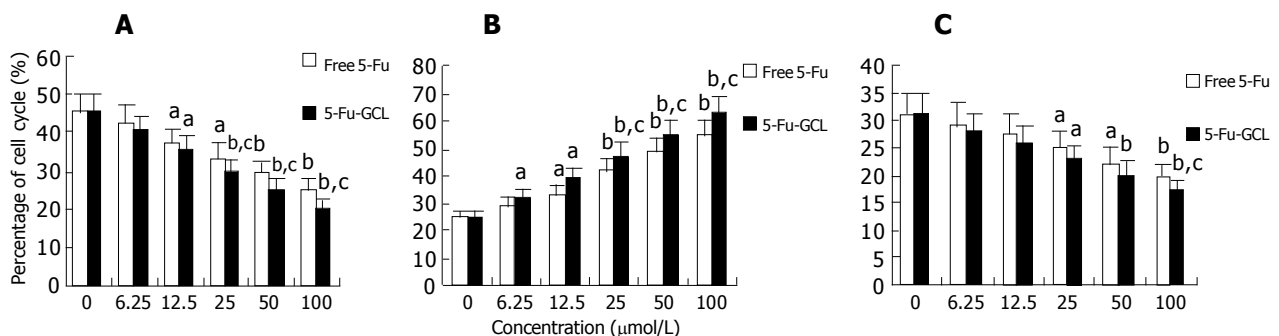 A
Percentage of cell cycle (%)
60
50
40
30
20
10
0
Free 5-Fu
5-Fu-GCL
a
a
a
b,c
b
b,c
b
b,c
0 6.25 12.5 25 50 100
B
80
70
60
50
40
30
20
10
0
Free 5-Fu
5-Fu-GCL
a
a
a
b
b,c
b
b,c
b
b,c
0 6.25 12.5 25 50 100
Concentration (μmol/L)
C
40
35
30
25
20
15
10
5
0
Free 5-Fu
5-Fu-GCL
a
a
a
b
b
b,c
0 6.25 12.5 25 50 100